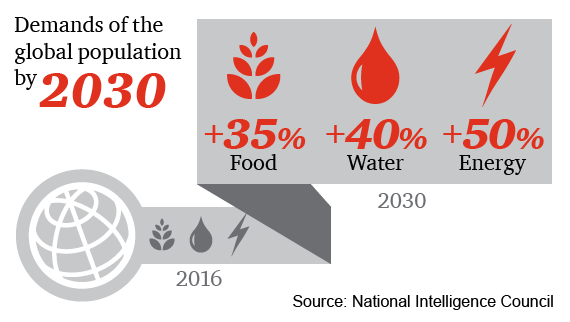 Demands of the
global population
by 2030
+35% +40% +50%
Food Water Energy
2030
2016
Source: National Intelligence Council